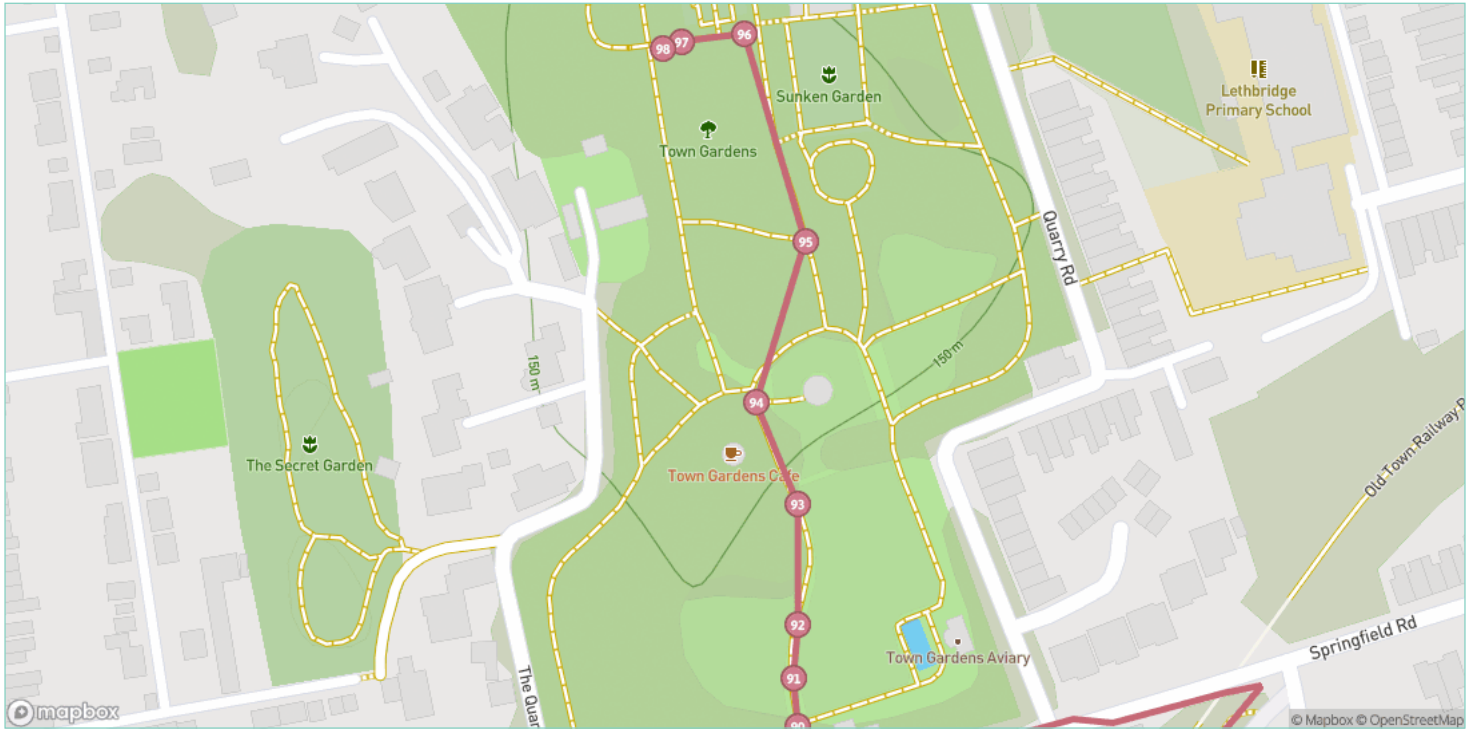 98
97
96
Sunken Garden
Lethbridge
Primary School
Town Gardens
95
Quarry Rd
150 m
150 m
94
The Secret Garden
Town Gardens Cafe
93
Old Town Railway
92
Springfield Rd
Town Gardens Aviary
91
The Quar
90
mapbox
© Mapbox © OpenStreetMap